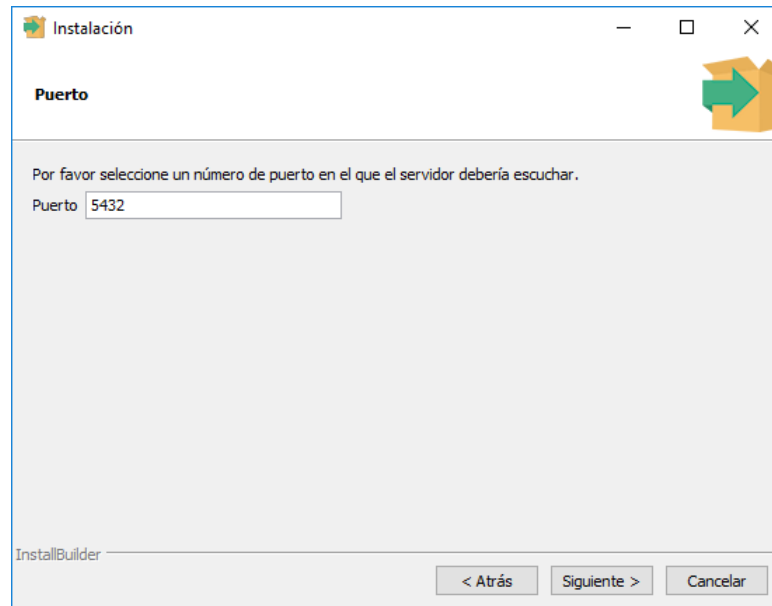 Instalación
Puerto
Por favor seleccione un número de puerto en el que el servidor debería escuchar.
Puerto 5432
InstallBuilder
< Atrás Siguiente > Cancelar